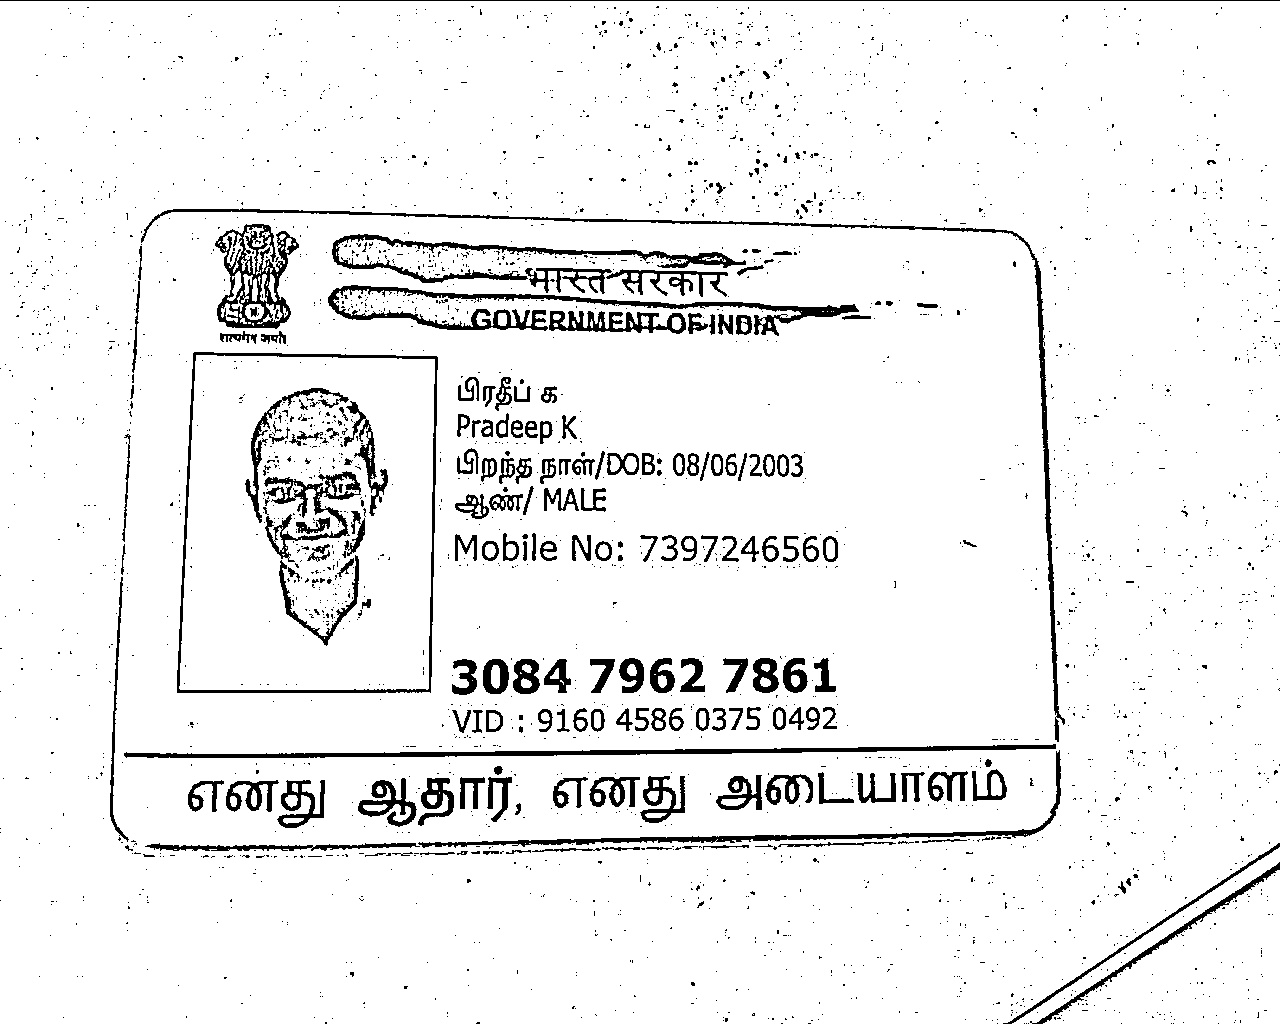 सत्यमेव जयते
भारत सरकार
GOVERNMENT OF INDIA
பிரதீப் க
Pradeep K
பிறந்த நாள்/DOB: 08/06/2003
ஆண்/ MALE
Mobile No: 7397246560
3084 7962 7861
VID : 9160 4586 0375 0492
எனது ஆதார், எனது அடையாளம்